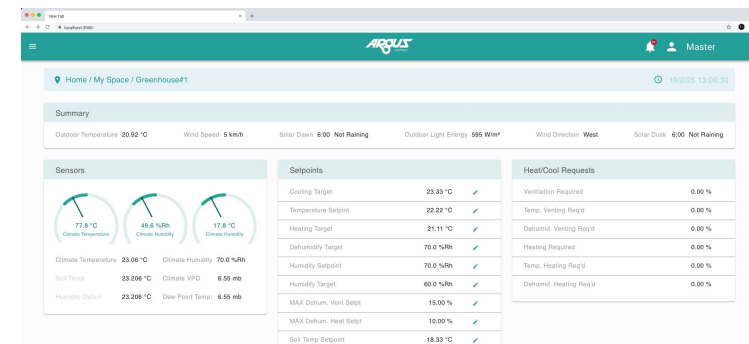 New Tab
localhost:3000
ARGUS
Master
Home / My Space / Greenhouse#1
19/2/25 13:06:30
Summary
Outdoor Temperature 20.92 °C Wind Speed 5 km/h Solar Dawn 6:00 Not Raining Outdoor Light Energy 595 W/m² Wind Direction West Solar Dusk 6:00 Not Raining
Sensors
77.8 °C
Climate Temperature
49.6 %Rh
Climate Humidity
17.8 °C
Climate Humidity
Climate Temperature 23.06 °C Climate Humidity 70.0 %Rh
Soil Temp 23.206 °C Climate VPD 6.55 mb
Humidity Deficit 23.206 °C Dew Point Temp: 6.55 mb
Setpoints
Cooling Target 23.33 °C
Temperature Setpint 22.22 °C
Heating Target 21.11 °C
Dehumidify Target 70.0 %Rh
Humidity Setpoint 70.0 %Rh
Humidify Target 60.0 %Rh
MAX Dehum. Vent Setpt 15.00 %
MAX Dehum. Heat Setpt 10.00 %
Soil Temp Setpoint 18.33 °C
Heat/Cool Requests
Ventilation Required 0.00 %
Temp. Venting Req'd 0.00 %
Dehumid. Venting Req'd 0.00 %
Heating Required 0.00 %
Temp. Heating Req'd 0.00 %
Dehumid. Heating Req'd 0.00 %